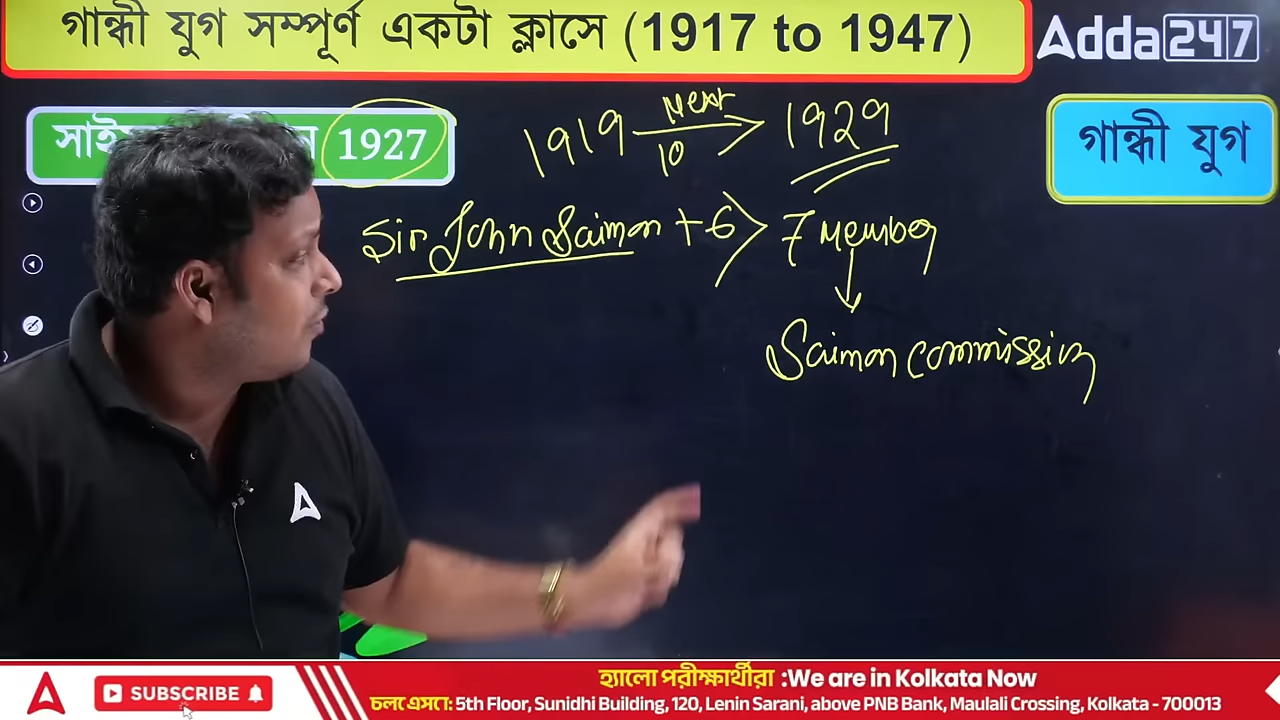 গান্ধী যুগ সম্পূর্ণ একটা ক্লাসে (1917 to 1947)
Adda247
1927
1919 Next 10 1929
গান্ধী যুগ
Sir John Saimon + 6 > 7 Member
Saimon commission
SUBSCRIBE
হ্যালো পরীক্ষার্থীরা :We are in Kolkata Now
চলে এসো: 5th Floor, Sunidhi Building, 120, Lenin Sarani, above PNB Bank, Maulali Crossing, Kolkata - 700013